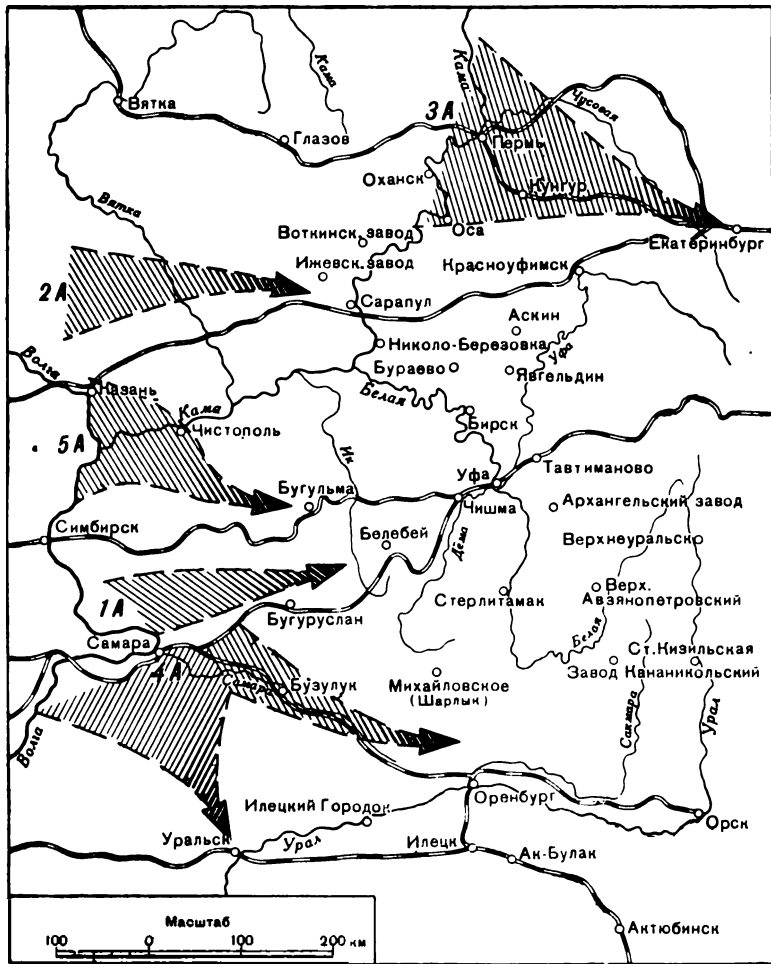 Вятка
Кама
Кама
Чусовая
3А
Глазов
Пермь
Оханск
Кунгур
Вятка
Оса
Воткинск. завод
Екатеринбург
Ижевск. завод
Красноуфимск
2А
Сарапул
Аскин
Николо-Березовка
Волга
Бураево
Явгельдин
Уфа
Казань
Белая
Кама
Бирск
Чистополь
5А
Ик
Уфа
Тавтиманово
Бугульма
Чишма
Архангельский завод
Симбирск
Белебей
Дёма
Верхнеуральск
1А
Стерлитамак
Верх.
Авзянопетровский
Бугуруслан
Белая
Самара
Ст. Кизильская
4А
Самара
Бузулук
Завод Кананикольский
Михайловское
(Шарлык)
Сакмара
Урал
Волга
Оренбург
Илецкий Городок
Орск
Уральск
Урал
Илецк
Ак-Булак
Масштаб
Актюбинск
100 0 100 200 км